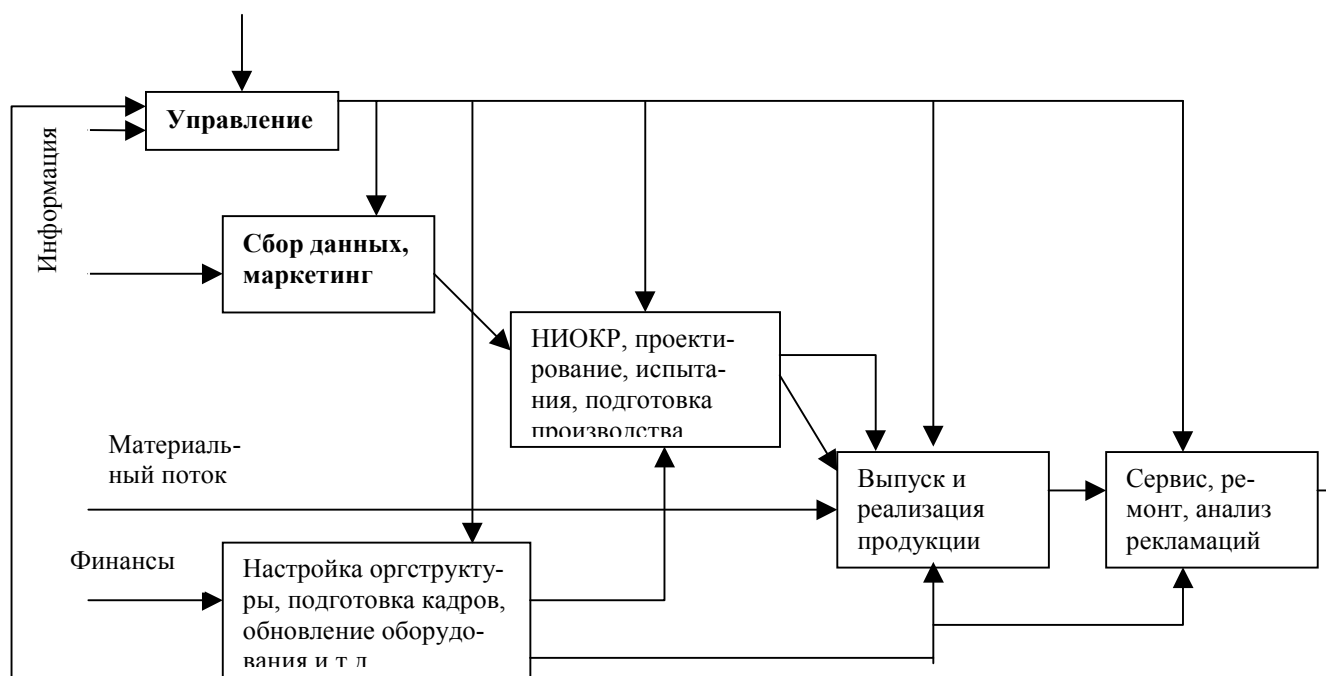 Управление
Информация
Сбор данных,
маркетинг
НИОКР, проекти-
рование, испыта-
ния, подготовка
производства
Материаль-
ный поток
Выпуск и
реализация
продукции
Сервис, ре-
монт, анализ
рекламаций
Финансы
Настройка оргструкту-
ры, подготовка кадров,
обновление оборудо-
вания и т д